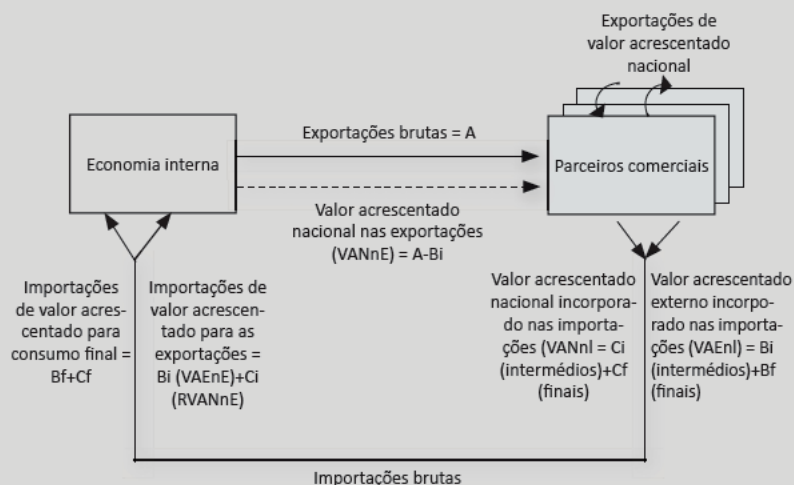 Exportações de
valor acrescentado
nacional
Exportações brutas = A
Economia interna
Parceiros comerciais
Valor acrescentado
nacional nas exportações
(VANnE) = A-Bi
Importações
de valor acres-
centado para
consumo final =
Bf+Cf
Importações de
valor acrescen-
tado para as
exportações =
Bi (VAEnE)+Ci
(RVANnE)
Valor acrescentado
nacional incorpora-
do nas importa-
ções (VANnl = Ci
(intermédios)+Cf
(finais)
Valor acrescentado
externo incorpo-
rado nas importa-
ções (VAEnl) = Bi
(intermédios)+Bf
(finais)
Importações brutas